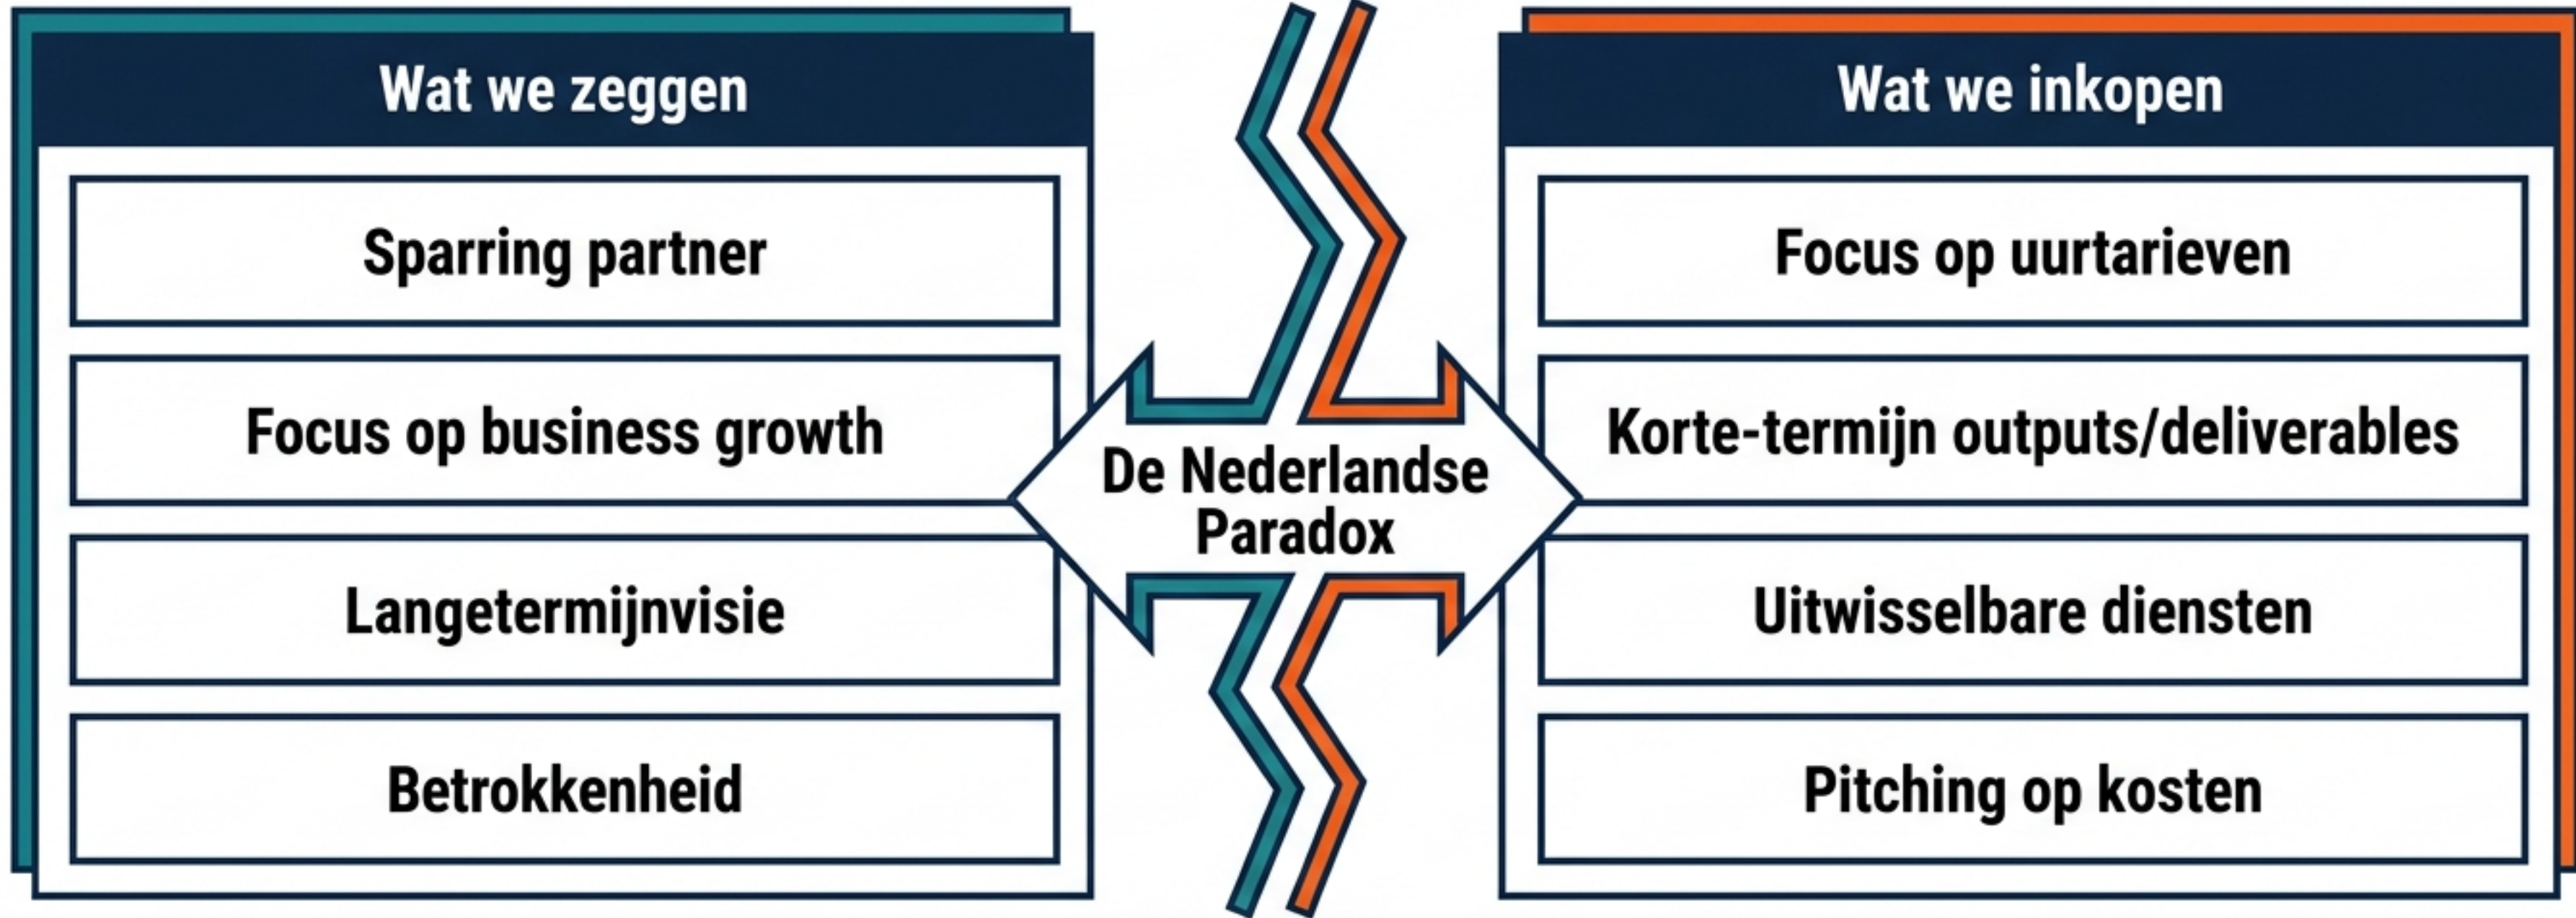 Wat we zeggen
Sparring partner
Focus op business growth
Langetermijnvisie
Betrokkenheid
De Nederlandse
Paradox
Wat we inkopen
Focus op uurtarieven
Korte-termijn outputs/deliverables
Uitwisselbare diensten
Pitching op kosten